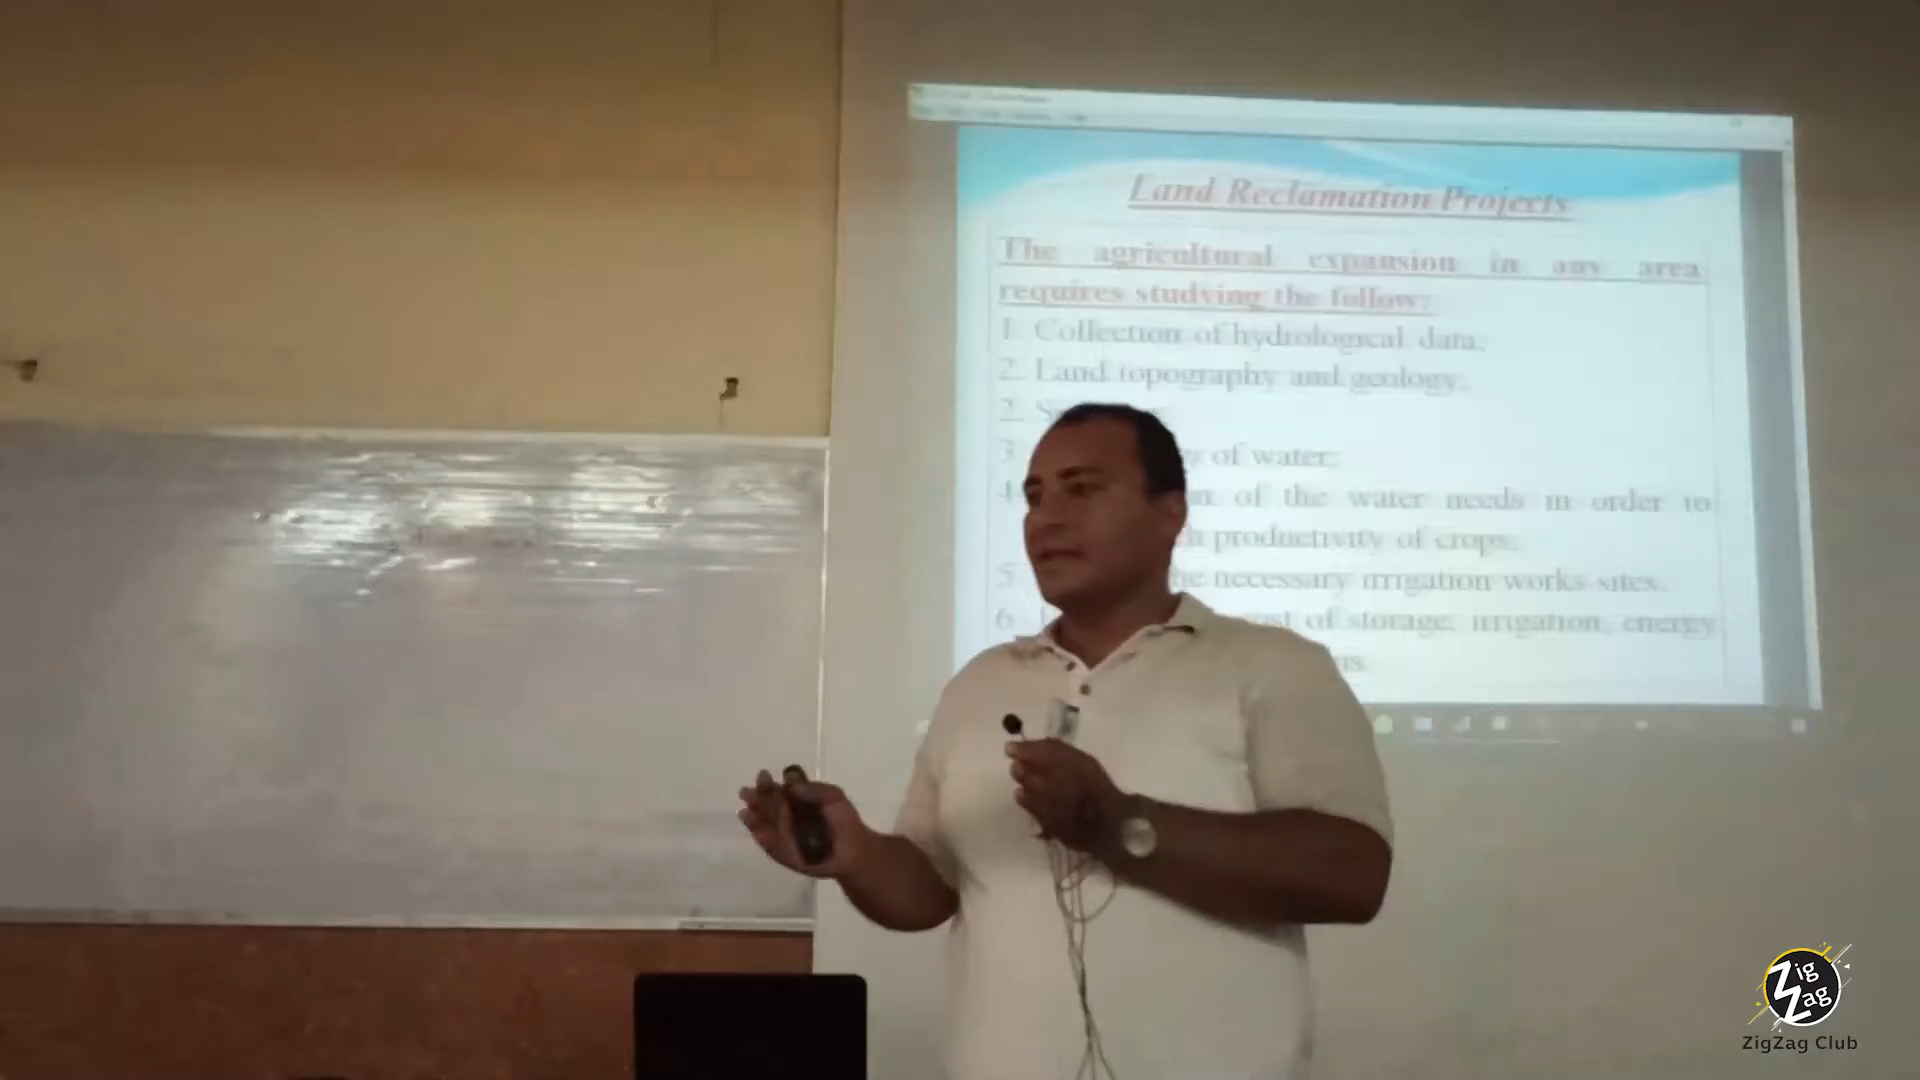 Land Reclamation Projects
The agricultural expansion in any area
requires studying the follow:
1. Collection of hydrological data;
2. Land topography and geology;
2. S
3. of water;
4. of the water needs in order to
productivity of crops;
5. necessary irrigation works sites.
6. of storage, irrigation, energy
Zig
Zag
ZigZag Club